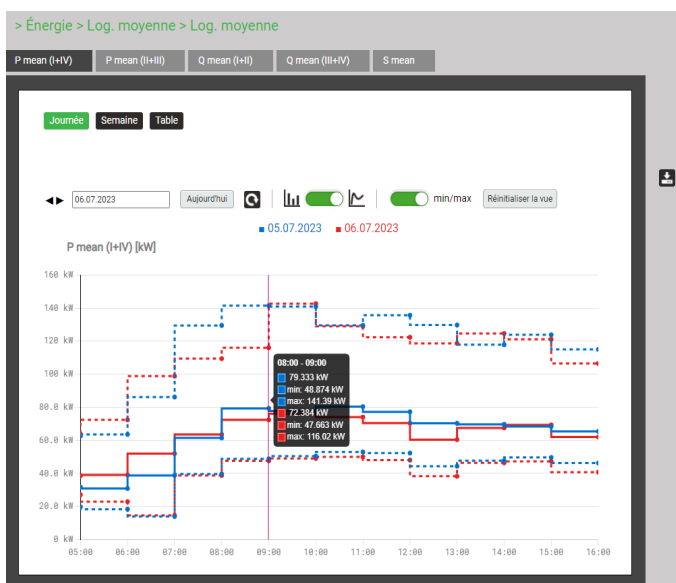 > Énergie > Log. moyenne > Log. moyenne
P mean (I+IV) P mean (II+III) Q mean (I+II) Q mean (III+IV) S mean
Journée Semaine Table
06.07.2023 Aujourd'hui min/max Réinitialiser la vue
05.07.2023 06.07.2023
P mean (I+IV) [kW]
160 kW
140 kW
120 kW
100 kW
80.0 kW
60.0 kW
40.0 kW
20.0 kW
0 kW
08:00 - 09:00
79.333 kW
min: 48.874 kW
max: 141.39 kW
72.384 kW
min: 47.663 kW
max: 116.02 kW
05:00 06:00 07:00 08:00 09:00 10:00 11:00 12:00 13:00 14:00 15:00 16:00